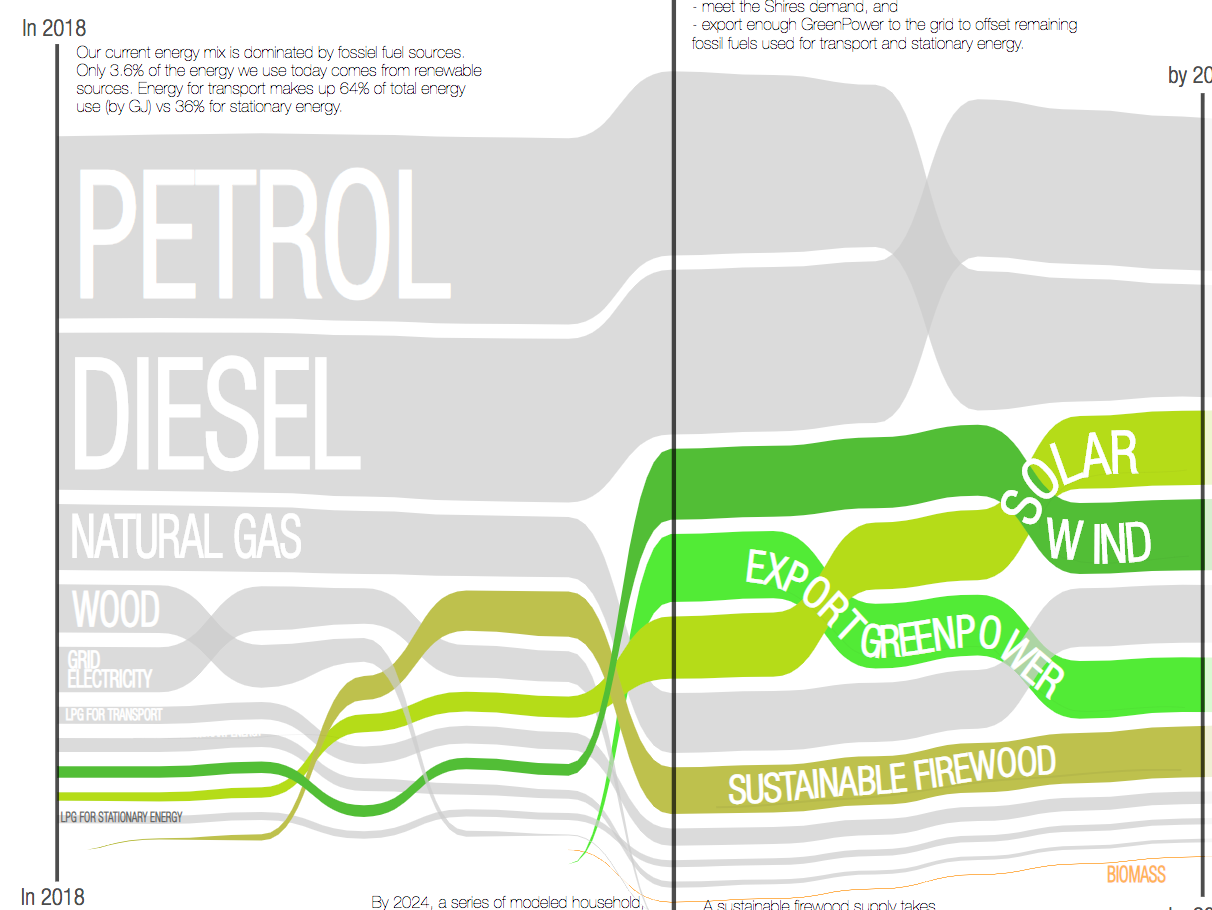 In 2018
Our current energy mix is dominated by fossiel fuel sources.
Only 3.6% of the energy we use today comes from renewable
sources. Energy for transport makes up 64% of total energy
use (by GJ) vs 36% for stationary energy.
- meet the Shires demand, and
- export enough GreenPower to the grid to offset remaining
fossil fuels used for transport and stationary energy.
by 20
PETROL
DIESEL
NATURAL GAS
WOOD
GRID
ELECTRICITY
LPG FOR TRANSPORT
LPG FOR STATIONARY ENERGY
SOLAR
WIND
EXPORT GREENPOWER
SUSTAINABLE FIREWOOD
BIOMASS
In 2018
By 2024, a series of modeled household,
A sustainable firewood supply takes